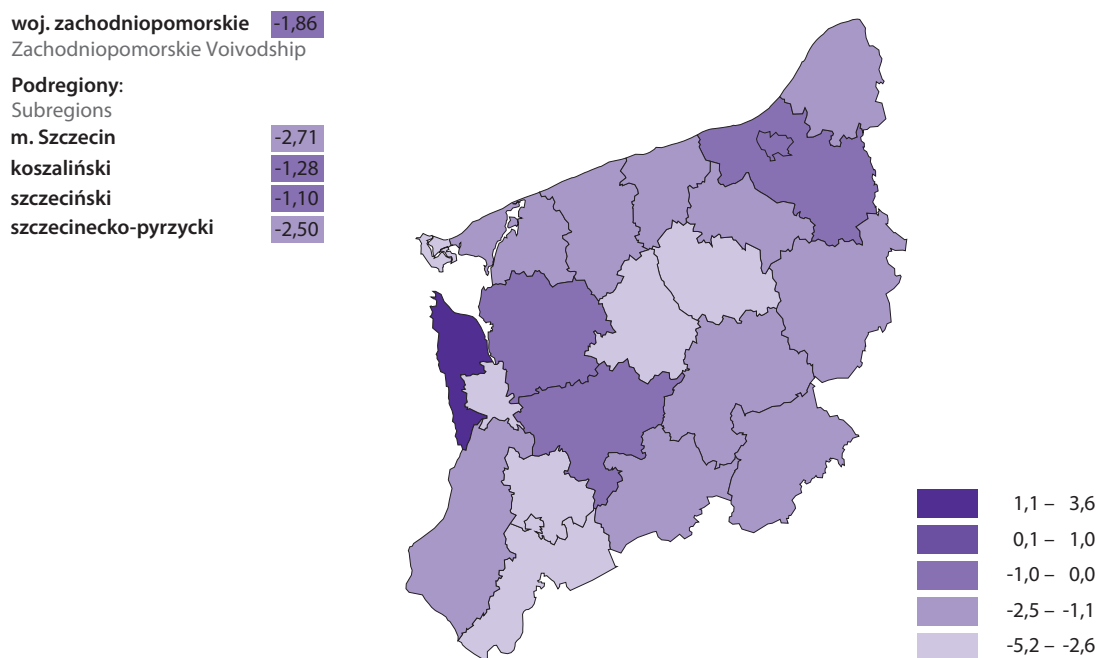 woj. zachodniopomorskie -1,86
Zachodniopomorskie Voivodship
Podregiony:
Subregions
m. Szczecin -2,71
koszaliński -1,28
szczeciński -1,10
szczecinecko-pyrzycki -2,50
1,1 – 3,6
0,1 – 1,0
-1,0 – 0,0
-2,5 – -1,1
-5,2 – -2,6